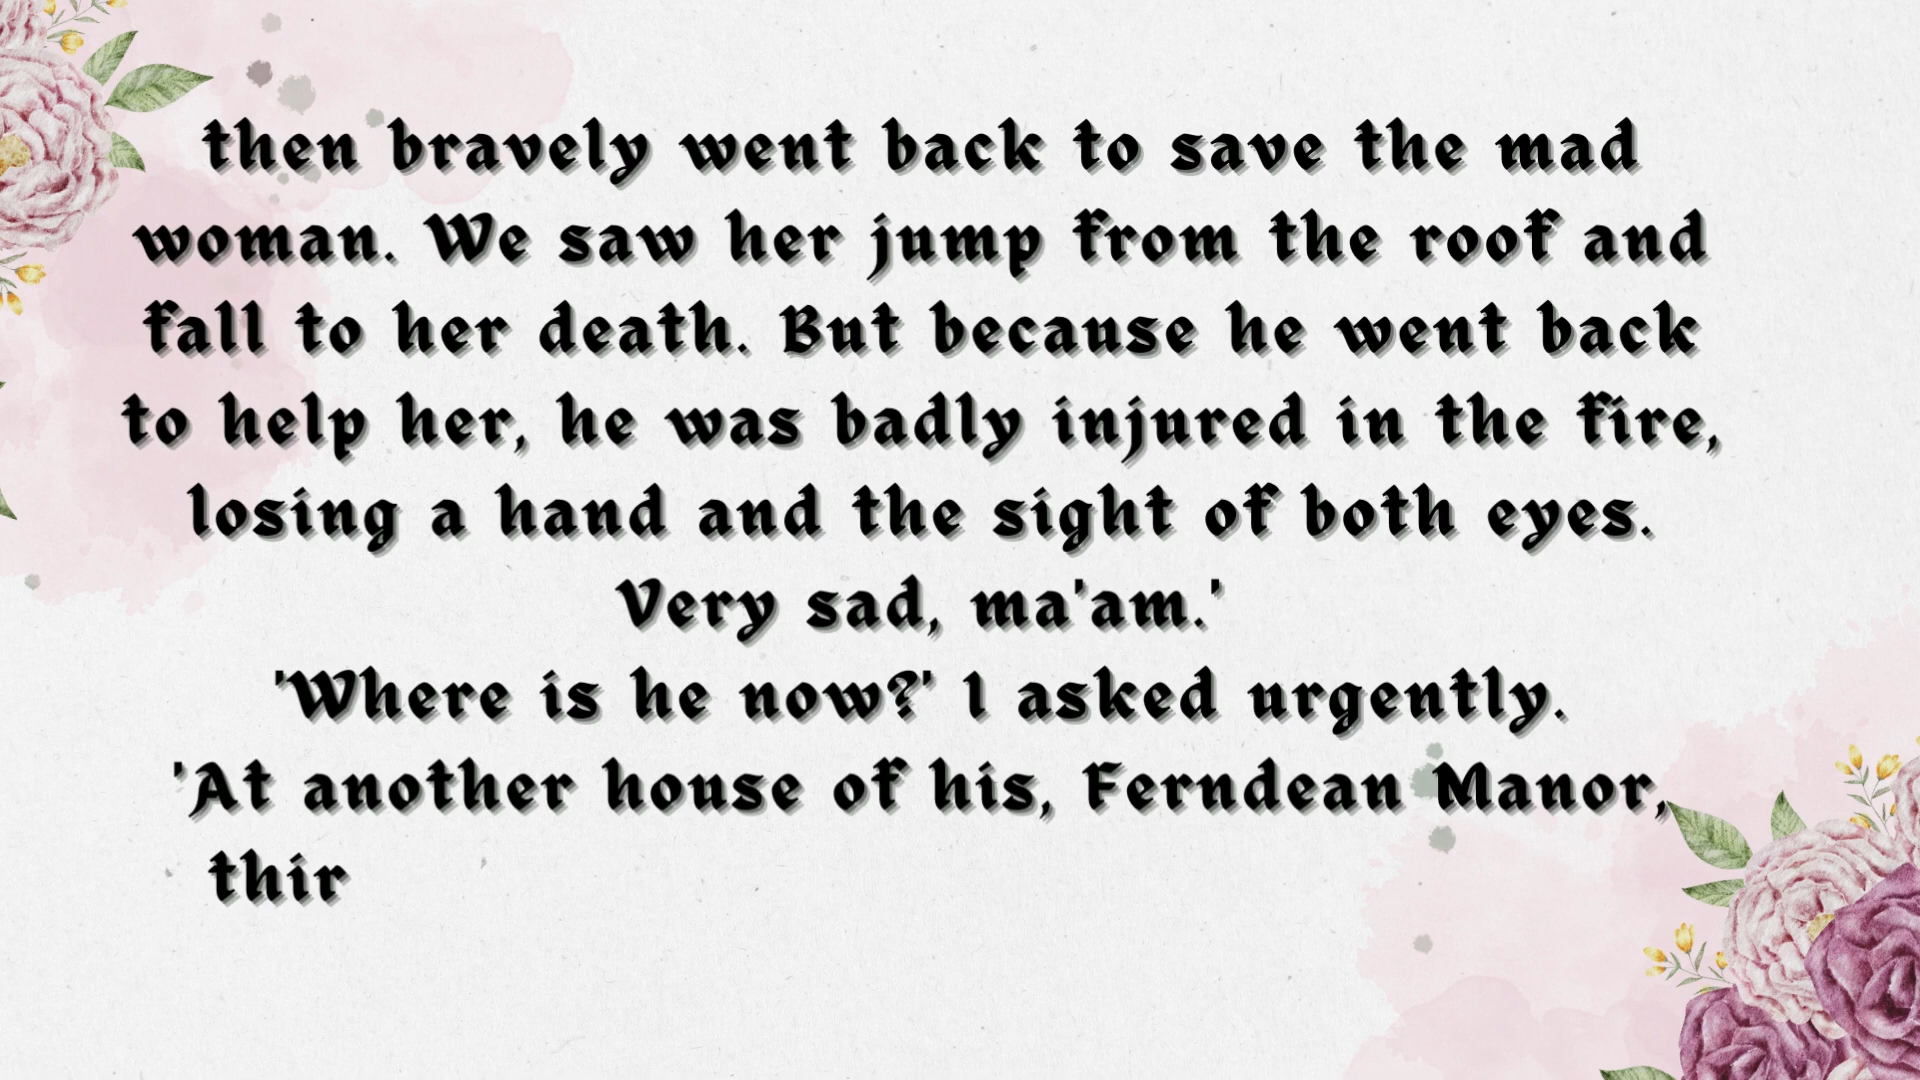 then bravely went back to save the mad
woman. We saw her jump from the roof and
fall to her death. But because he went back
to help her, he was badly injured in the fire,
losing a hand and the sight of both eyes.
Very sad, ma'am.'
'Where is he now?' I asked urgently.
'At another house of his, Ferndean Manor,
thir